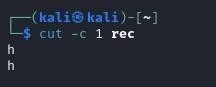 ┌──(kali㉿kali)-[~]
└─$ cut -c 1 rec
h
h